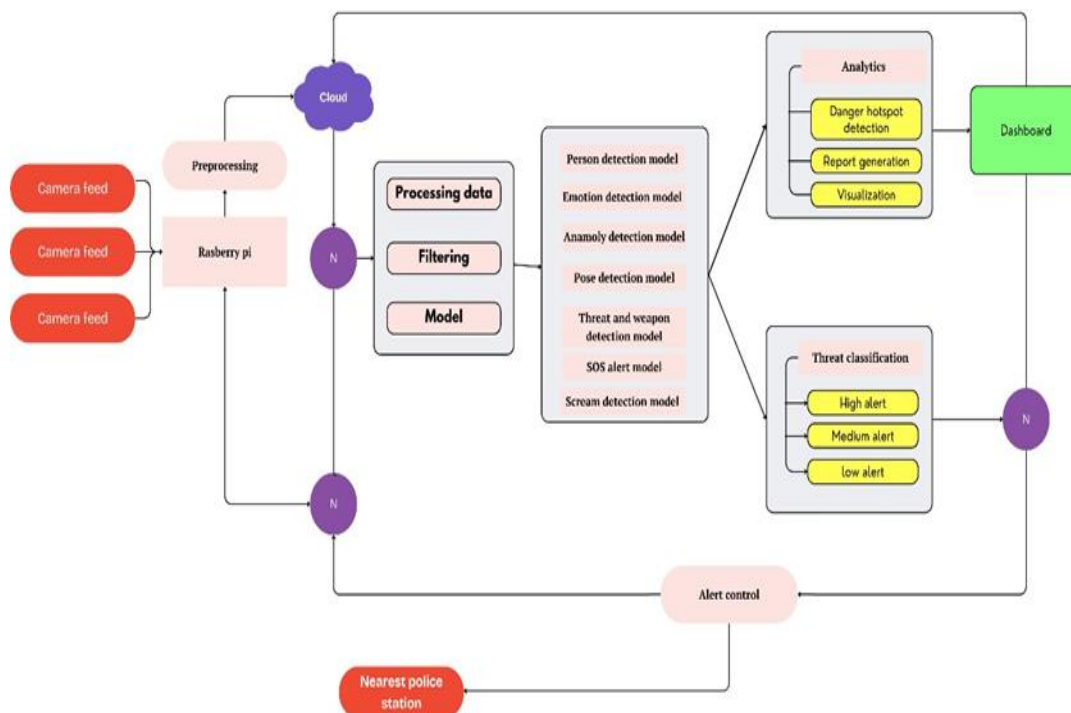 Cloud
Preprocessing
Camera feed
Camera feed
Camera feed
Rasberry pi
N
Processing data
Filtering
Model
Person detection model
Emotion detection model
Anamoly detection model
Pose detection model
Threat and weapon
detection model
SOS alert model
Scream detection model
Analytics
Danger hotspot
detection
Report generation
Visualization
Dashboard
Threat classification
High alert
Medium alert
low alert
N
N
Alert control
Nearest police
station